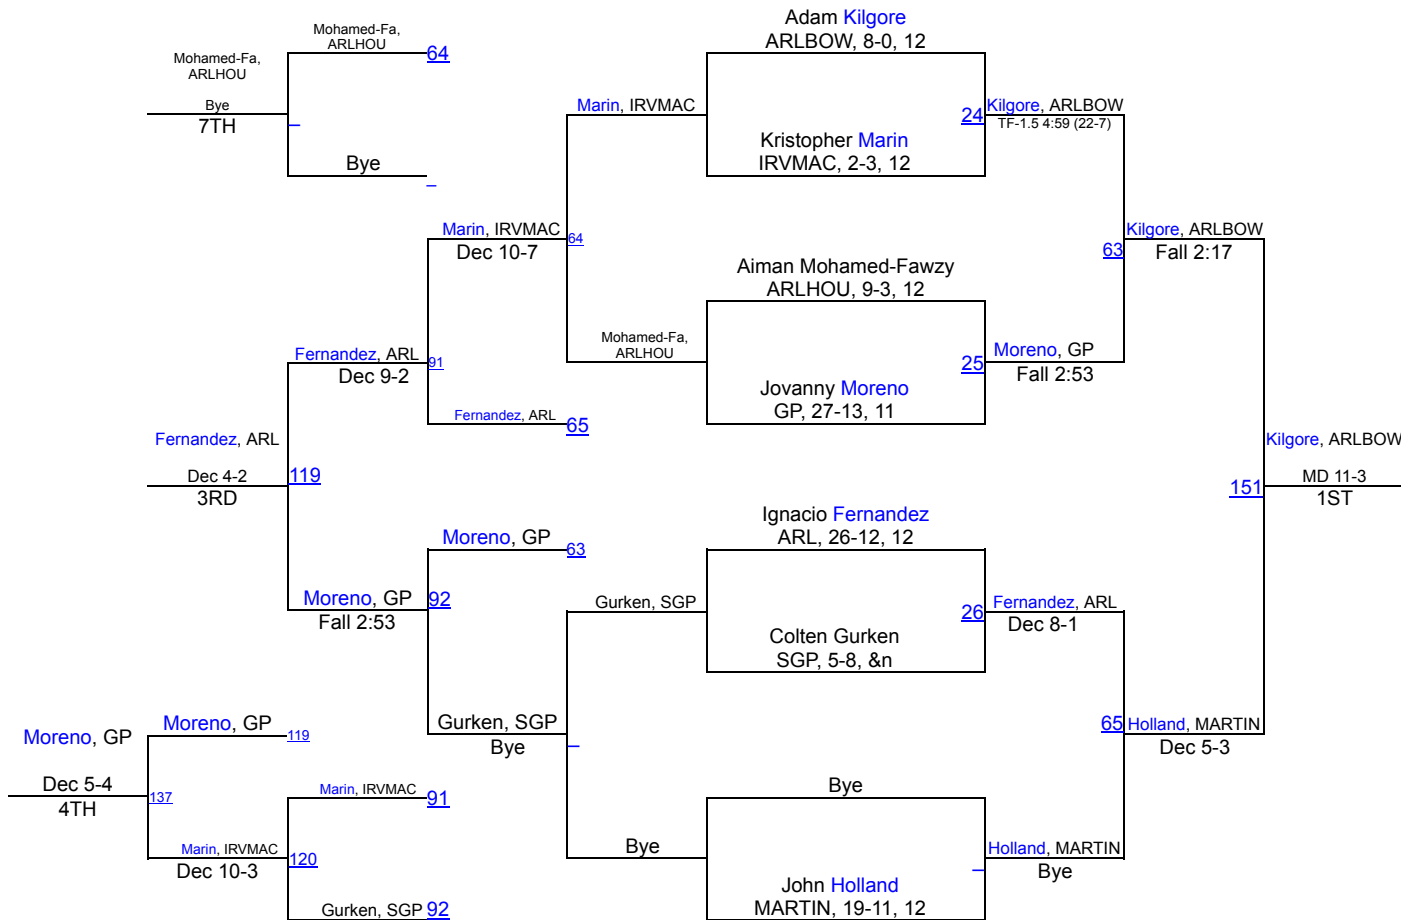 Mohamed-Fa,
ARLHOU
Mohamed-Fa,
ARLHOU
64
Bye
7TH
_
Bye
_
Adam Kilgore
ARLBOW, 8-0, 12
Marin, IRVMAC
24
Kilgore, ARLBOW
TF-1.5 4:59 (22-7)
Kristopher Marin
IRVMAC, 2-3, 12
Marin, IRVMAC
Dec 10-7
64
Kilgore, ARLBOW
Fall 2:17
63
Aiman Mohamed-Fawzy
ARLHOU, 9-3, 12
Mohamed-Fa,
ARLHOU
25
Moreno, GP
Fall 2:53
Jovanny Moreno
GP, 27-13, 11
Fernandez, ARL
Dec 9-2
91
Fernandez, ARL
65
Fernandez, ARL
Dec 4-2
3RD
119
Kilgore, ARLBOW
MD 11-3
1ST
151
Ignacio Fernandez
ARL, 26-12, 12
Moreno, GP
63
Moreno, GP
Fall 2:53
92
Gurken, SGP
26
Fernandez, ARL
Dec 8-1
Colten Gurken
SGP, 5-8, &n
Gurken, SGP
Bye
_
65
Holland, MARTIN
Dec 5-3
Moreno, GP
Moreno, GP
119
Dec 5-4
4TH
137
Marin, IRVMAC
91
Bye
Marin, IRVMAC
Dec 10-3
120
Bye
_
Holland, MARTIN
Bye
John Holland
MARTIN, 19-11, 12
Gurken, SGP
92